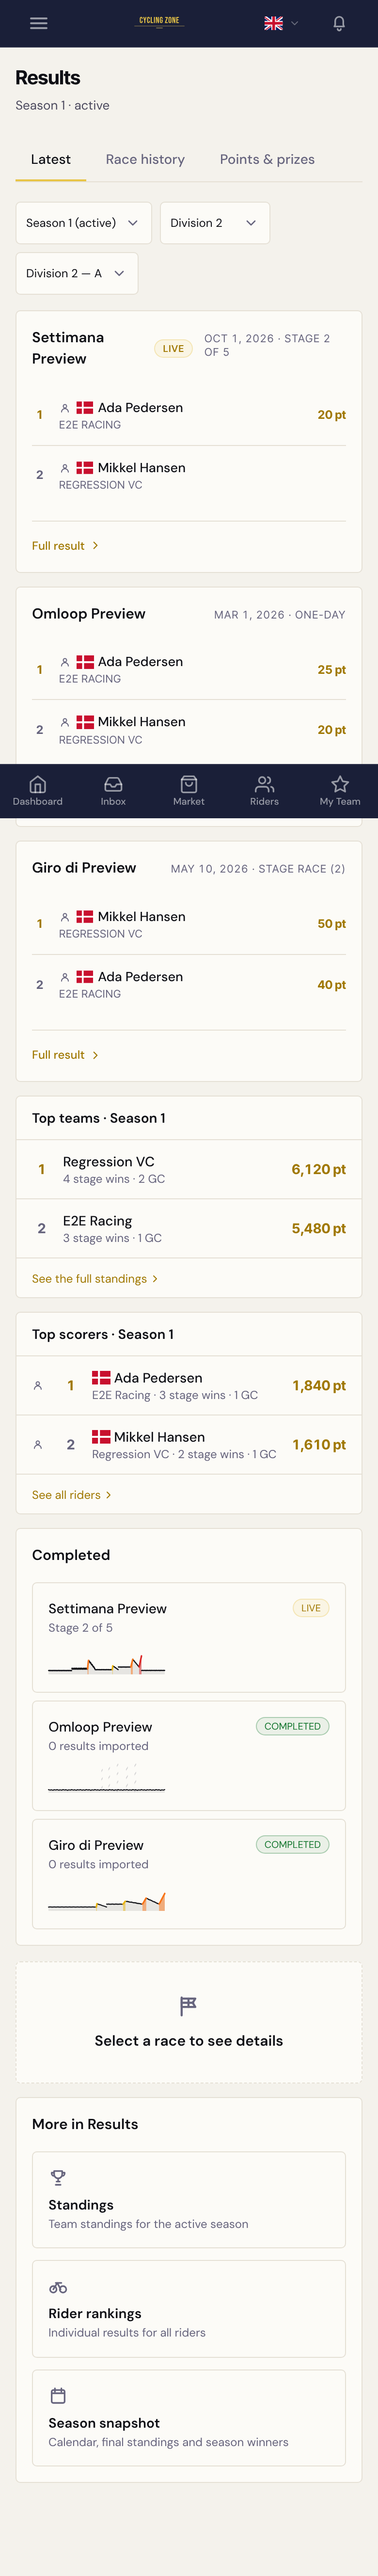 CYCLING ZONE
Results
Season 1 · active
Latest
Race history
Points & prizes
Season 1 (active)
Division 2
Division 2 — A
Settimana
Preview
LIVE
OCT 1, 2026 · STAGE 2
OF 5
1
Ada Pedersen
20 pt
E2E RACING
2
Mikkel Hansen
REGRESSION VC
Full result
Omloop Preview
MAR 1, 2026 · ONE-DAY
1
Ada Pedersen
25 pt
E2E RACING
2
Mikkel Hansen
20 pt
REGRESSION VC
Dashboard
Inbox
Market
Riders
My Team
Giro di Preview
MAY 10, 2026 · STAGE RACE (2)
1
Mikkel Hansen
50 pt
REGRESSION VC
2
Ada Pedersen
40 pt
E2E RACING
Full result
Top teams · Season 1
1
Regression VC
6,120 pt
4 stage wins · 2 GC
2
E2E Racing
5,480 pt
3 stage wins · 1 GC
See the full standings
Top scorers · Season 1
1
Ada Pedersen
1,840 pt
E2E Racing · 3 stage wins · 1 GC
2
Mikkel Hansen
1,610 pt
Regression VC · 2 stage wins · 1 GC
See all riders
Completed
Settimana Preview
LIVE
Stage 2 of 5
Omloop Preview
COMPLETED
0 results imported
Giro di Preview
COMPLETED
0 results imported
Select a race to see details
More in Results
Standings
Team standings for the active season
Rider rankings
Individual results for all riders
Season snapshot
Calendar, final standings and season winners